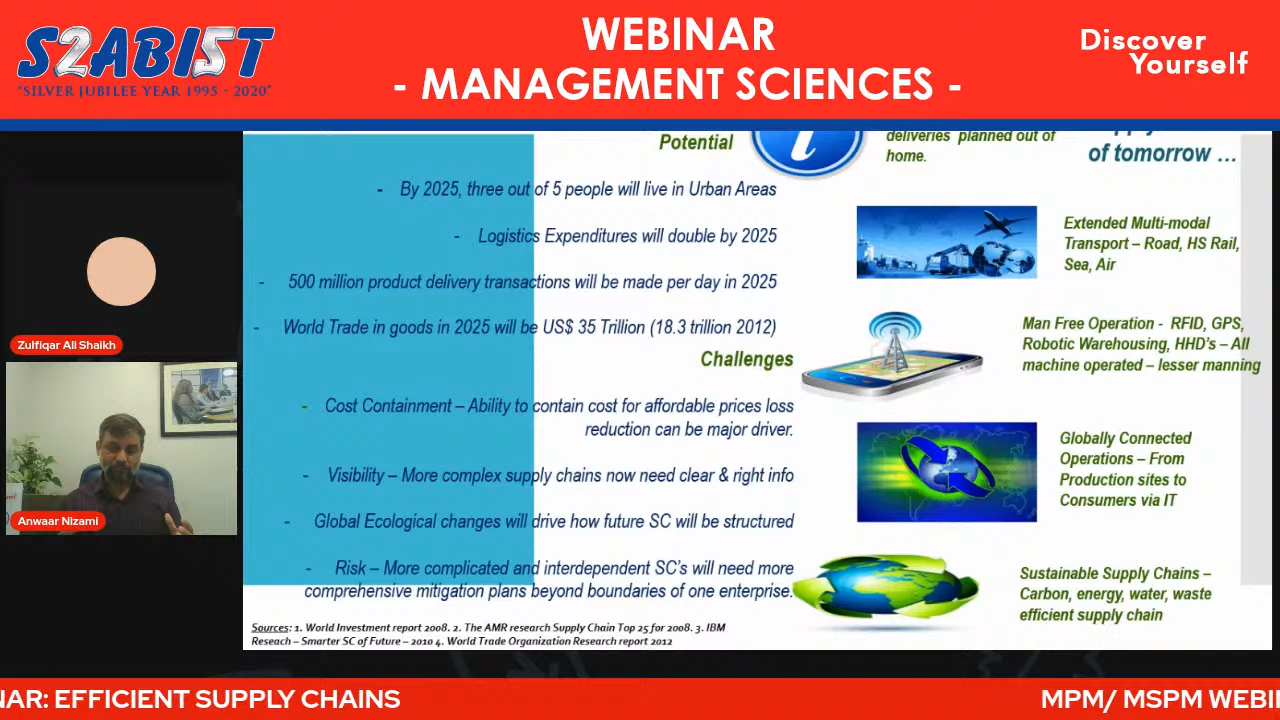 SZABIST
"SILVER JUBILEE YEAR 1995 - 2020"
WEBINAR
- MANAGEMENT SCIENCES -
Discover
Yourself
Zulfiqar Ali Shaikh
Anwaar Nizami
Potential
- By 2025, three out of 5 people will live in Urban Areas
- Logistics Expenditures will double by 2025
- 500 million product delivery transactions will be made per day in 2025
- World Trade in goods in 2025 will be US$ 35 Trillion (18.3 trillion 2012)
Challenges
- Cost Containment – Ability to contain cost for affordable prices loss
reduction can be major driver.
- Visibility – More complex supply chains now need clear & right info
- Global Ecological changes will drive how future SC will be structured
- Risk – More complicated and interdependent SC's will need more
comprehensive mitigation plans beyond boundaries of one enterprise.
Sources: 1. World Investment report 2008. 2. The AMR research Supply Chain Top 25 for 2008. 3. IBM
Reseach – Smarter SC of Future – 2010 4. World Trade Organization Research report 2012
i
deliveries planned out of
home.
of tomorrow ...
Extended Multi-modal
Transport – Road, HS Rail,
Sea, Air
Man Free Operation - RFID, GPS,
Robotic Warehousing, HHD's – All
machine operated – lesser manning
Globally Connected
Operations – From
Production sites to
Consumers via IT
Sustainable Supply Chains –
Carbon, energy, water, waste
efficient supply chain
NAR: EFFICIENT SUPPLY CHAINS
MPM/ MSPM WEBI